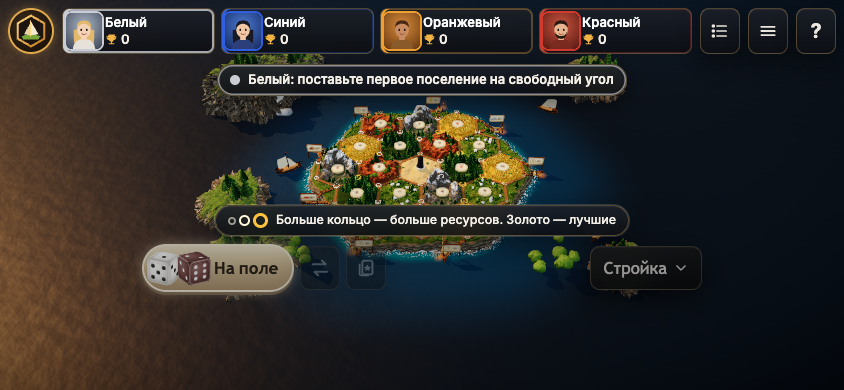 Белый
0
Синий
0
Оранжевый
0
Красный
0
?
Белый: поставьте первое поселение на свободный угол
Больше кольцо — больше ресурсов. Золото — лучшие
На поле
Стройка